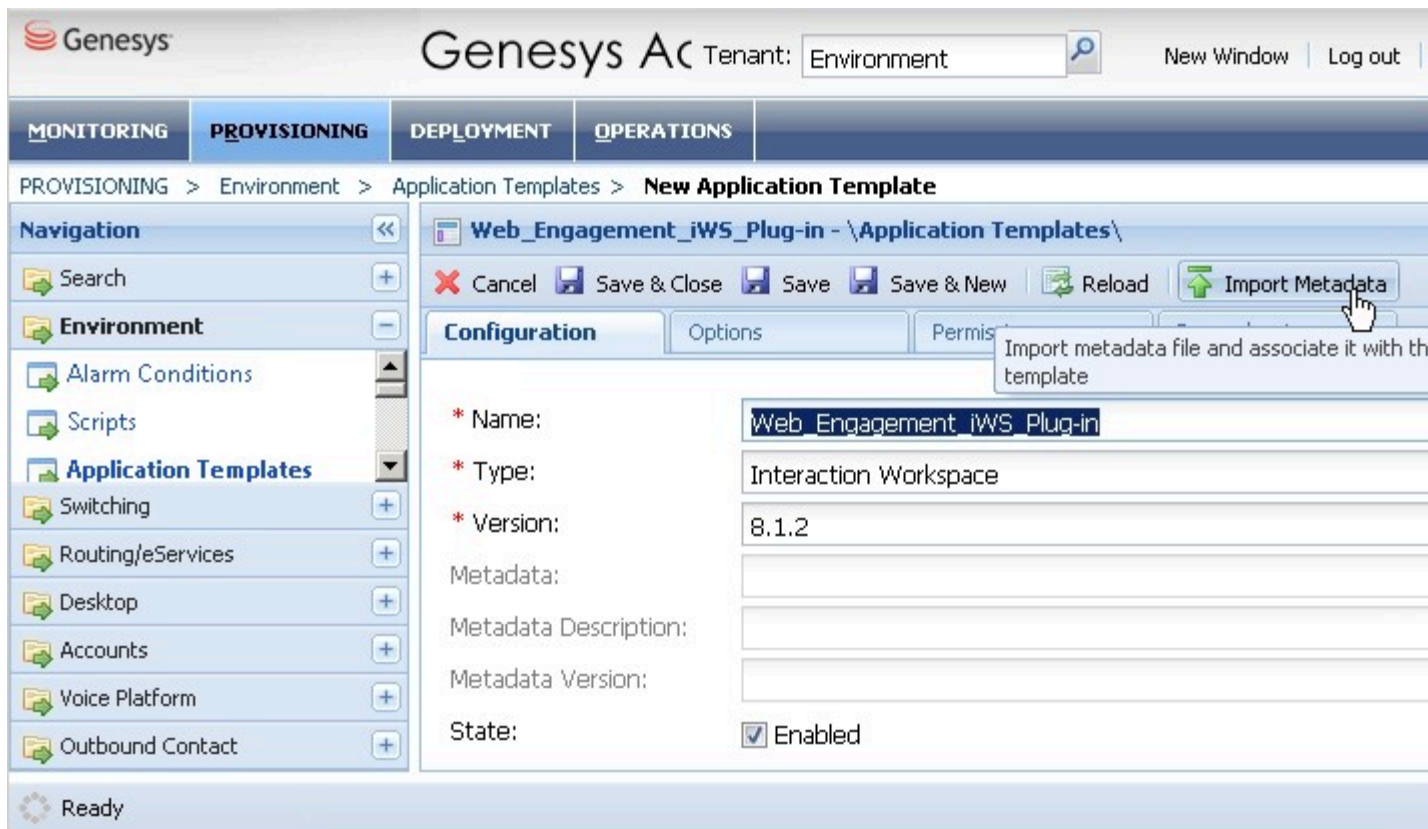 Genesys
Genesys Ac Tenant: Environment New Window | Log out |
MONITORING PROVISIONING DEPLOYMENT OPERATIONS
PROVISIONING > Environment > Application Templates > New Application Template
Navigation
Search
Environment
Alarm Conditions
Scripts
Application Templates
Switching
Routing/eServices
Desktop
Accounts
Voice Platform
Outbound Contact
Web_Engagement_iWS_Plug-in - \Application Templates\
Cancel Save & Close Save Save & New Reload Import Metadata
Configuration Options Permis
Import metadata file and associate it with th
template
* Name: Web_Engagement_iWS_Plug-in
* Type: Interaction Workspace
* Version: 8.1.2
Metadata:
Metadata Description:
Metadata Version:
State: Enabled
Ready